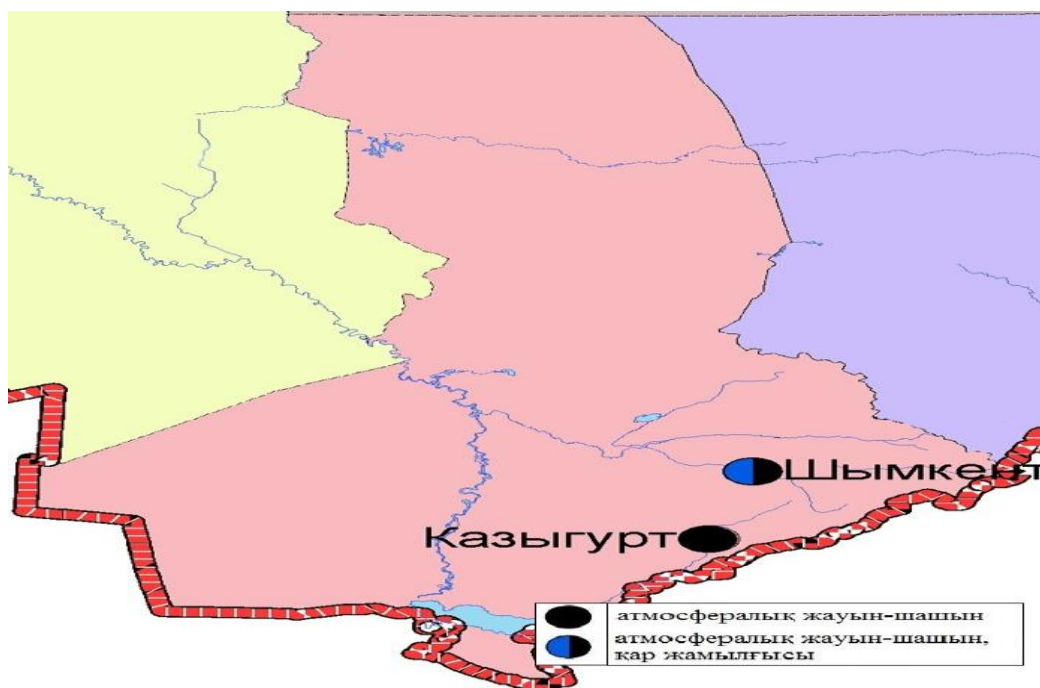 Шымкент
Казыгурт
атмосфералық жауын-шашын
атмосфералық жауын-шашын,
қар жамылғысы